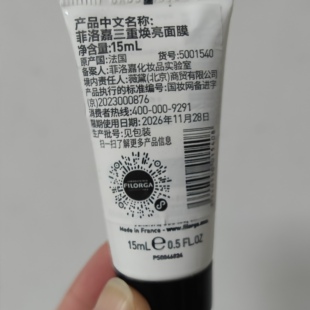 产品中文名称:
菲洛嘉三重焕亮面膜
净含量:15mL
原产国:法国 货号:5001540
备案人:菲洛嘉化妆品实验室
境内责任人:薇黛(北京)商贸有限公司
产品执行的标准编号:国妆网备进字
(京)2023000876
消费者热线:400-000-9291
限期使用日期:2026年11月28日
生产批号:见包装
扫一扫了解更多产品信息
FILORGA
www.filorga.com
Made in France
15mL e 0.5 FL.OZ